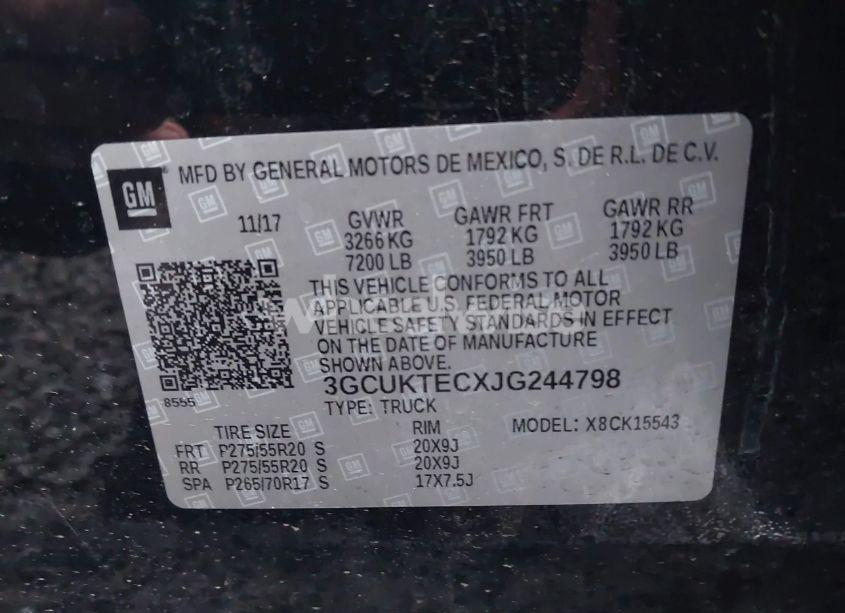 GM
MFD BY GENERAL MOTORS DE MEXICO, S. DE R.L. DE C.V.
11/17 GVWR GAWR FRT GAWR RR
3266 KG 1792 KG 1792 KG
7200 LB 3950 LB 3950 LB
THIS VEHICLE CONFORMS TO ALL
APPLICABLE U.S. FEDERAL MOTOR
VEHICLE SAFETY STANDARDS IN EFFECT
ON THE DATE OF MANUFACTURE
SHOWN ABOVE.
8555
3GCUKTECXJG244798
TYPE: TRUCK
MODEL: X8CK15543
TIRE SIZE RIM
FRT P275/55R20 S 20X9J
RR P275/55R20 S 20X9J
SPA P265/70R17 S 17X7.5J